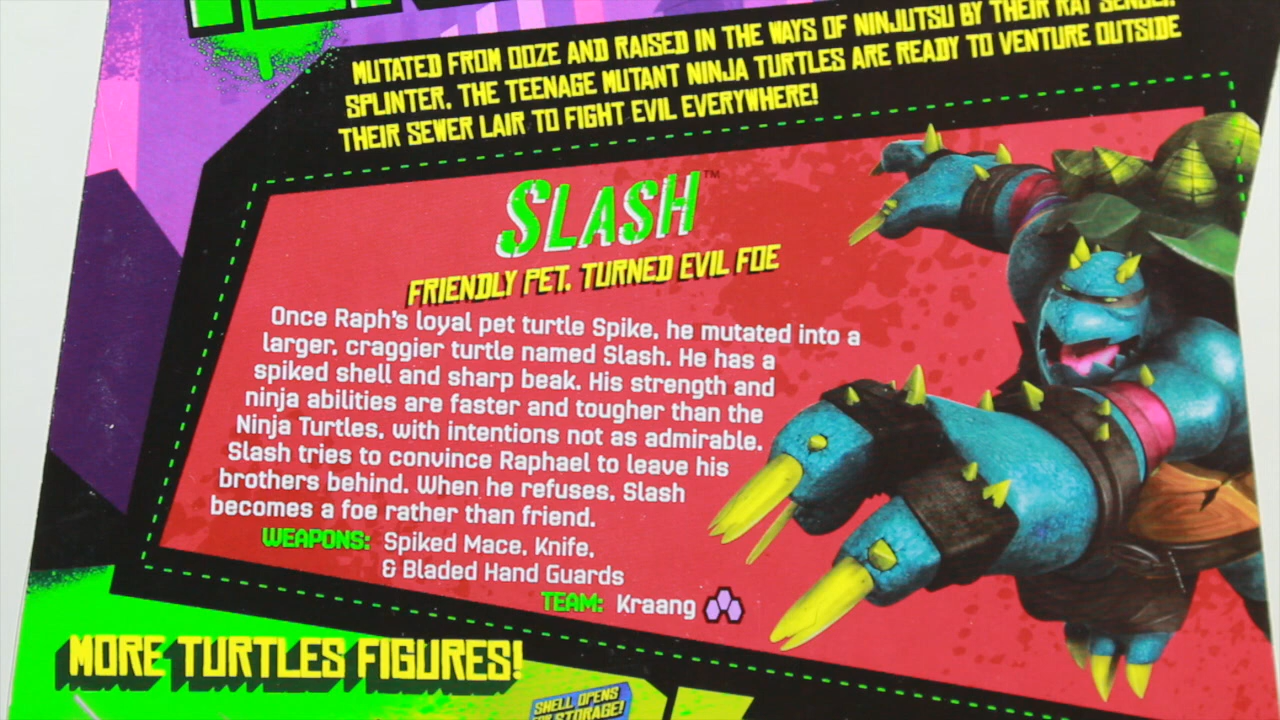 MUTATED FROM OOZE AND RAISED IN THE WAYS OF NINJUTSU BY THEIR RAT SENSEI,
SPLINTER, THE TEENAGE MUTANT NINJA TURTLES ARE READY TO VENTURE OUTSIDE
THEIR SEWER LAIR TO FIGHT EVIL EVERYWHERE!
SLASH™
FRIENDLY PET, TURNED EVIL FOE
Once Raph's loyal pet turtle Spike, he mutated into a
larger, craggier turtle named Slash. He has a
spiked shell and sharp beak. His strength and
ninja abilities are faster and tougher than the
Ninja Turtles, with intentions not as admirable.
Slash tries to convince Raphael to leave his
brothers behind. When he refuses, Slash
becomes a foe rather than friend.
WEAPONS: Spiked Mace, Knife,
& Bladed Hand Guards
TEAM: Kraang
MORE TURTLES FIGURES!
SHELL OPENS
FOR STORAGE!